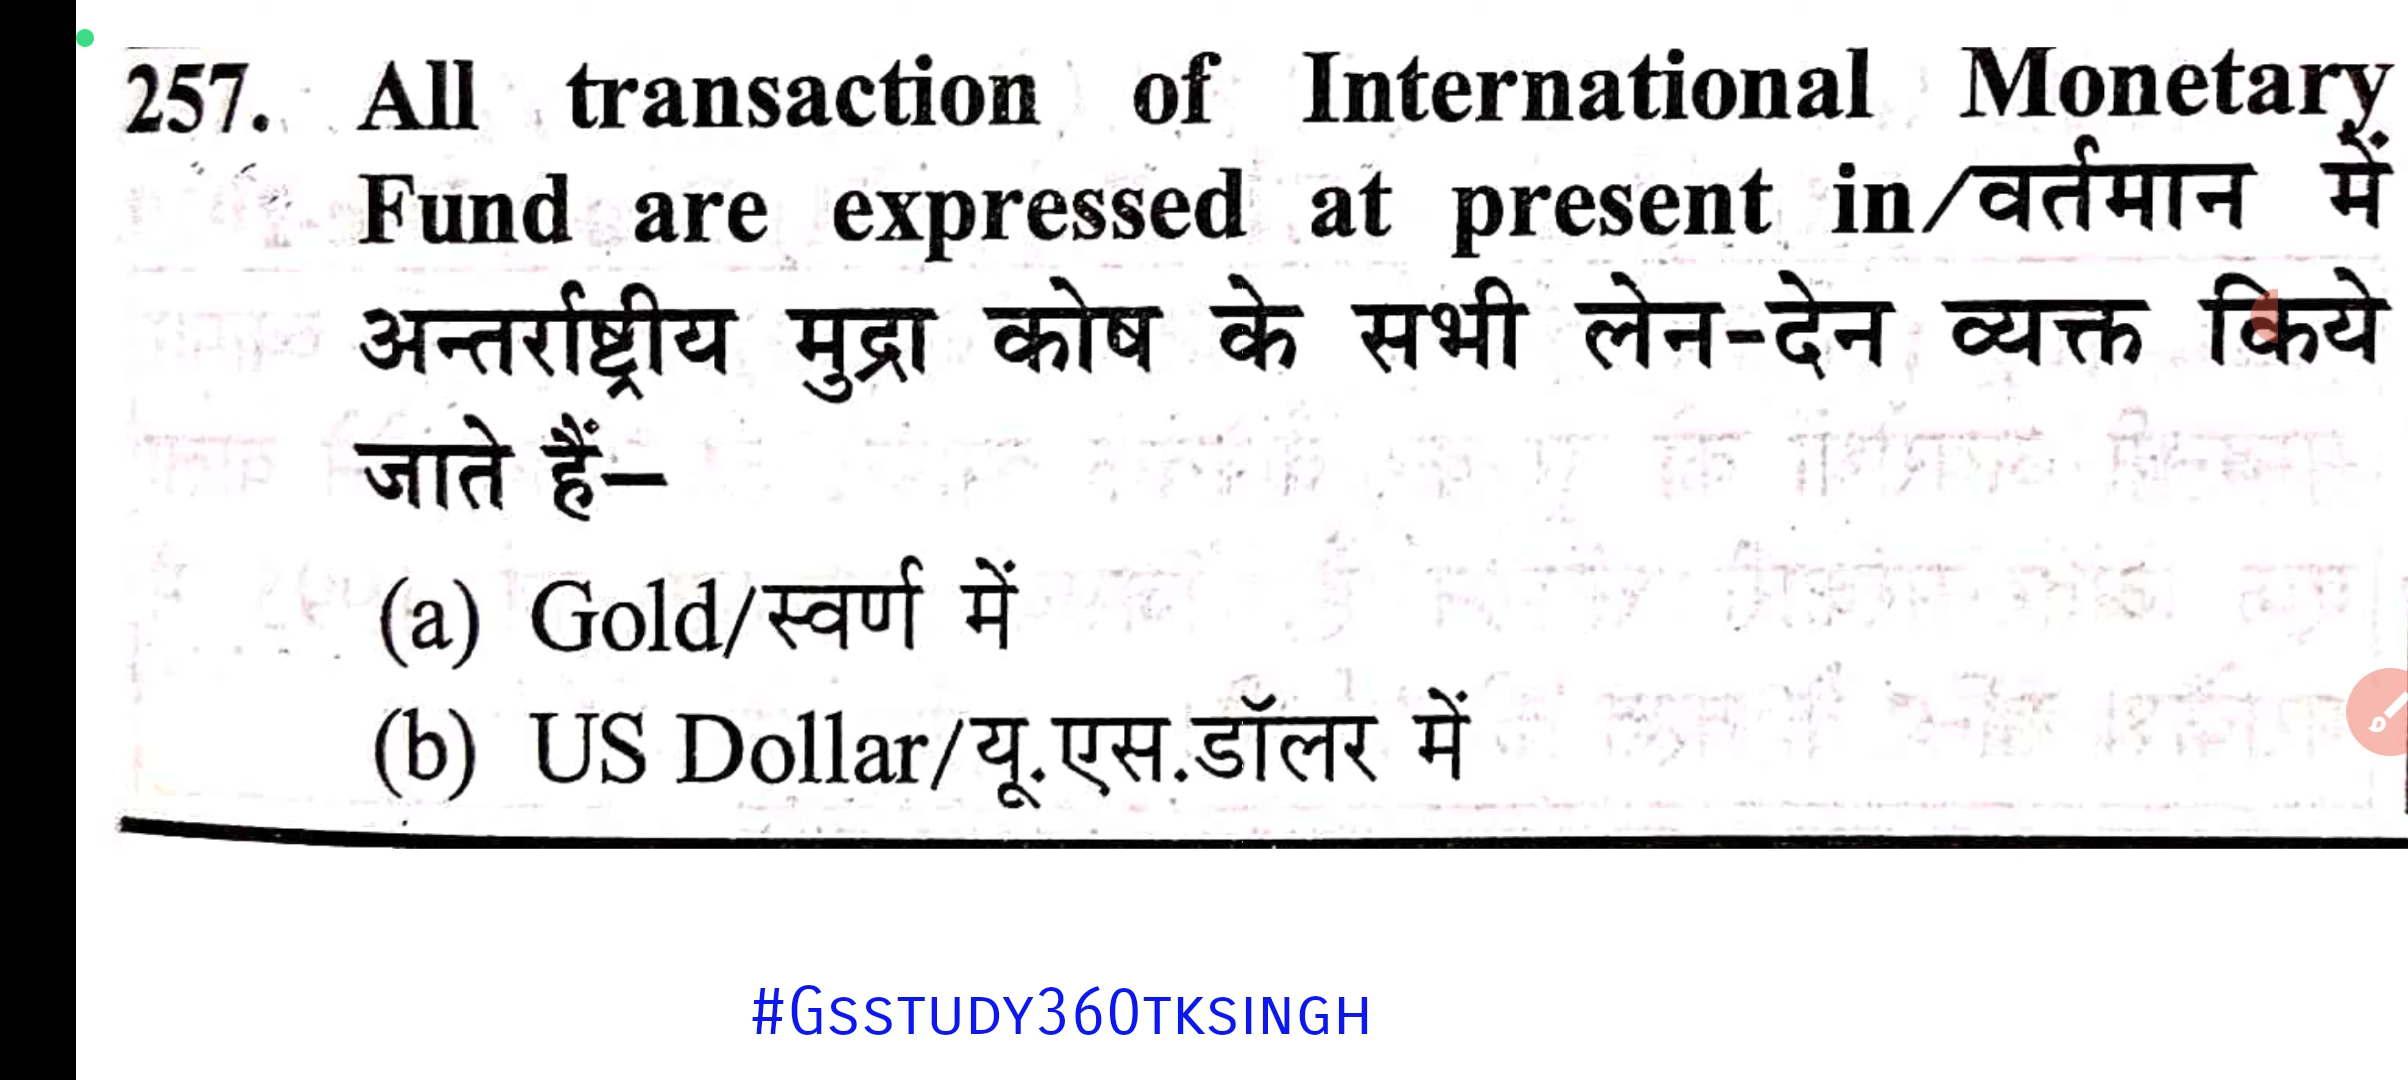 257. All transaction of International Monetary
Fund are expressed at present in/वर्तमान में
अन्तर्राष्ट्रीय मुद्रा कोष के सभी लेन-देन व्यक्त किये
जाते हैं–
(a) Gold/स्वर्ण में
(b) US Dollar/यू.एस.डॉलर में
#Gsstudy360tksingh